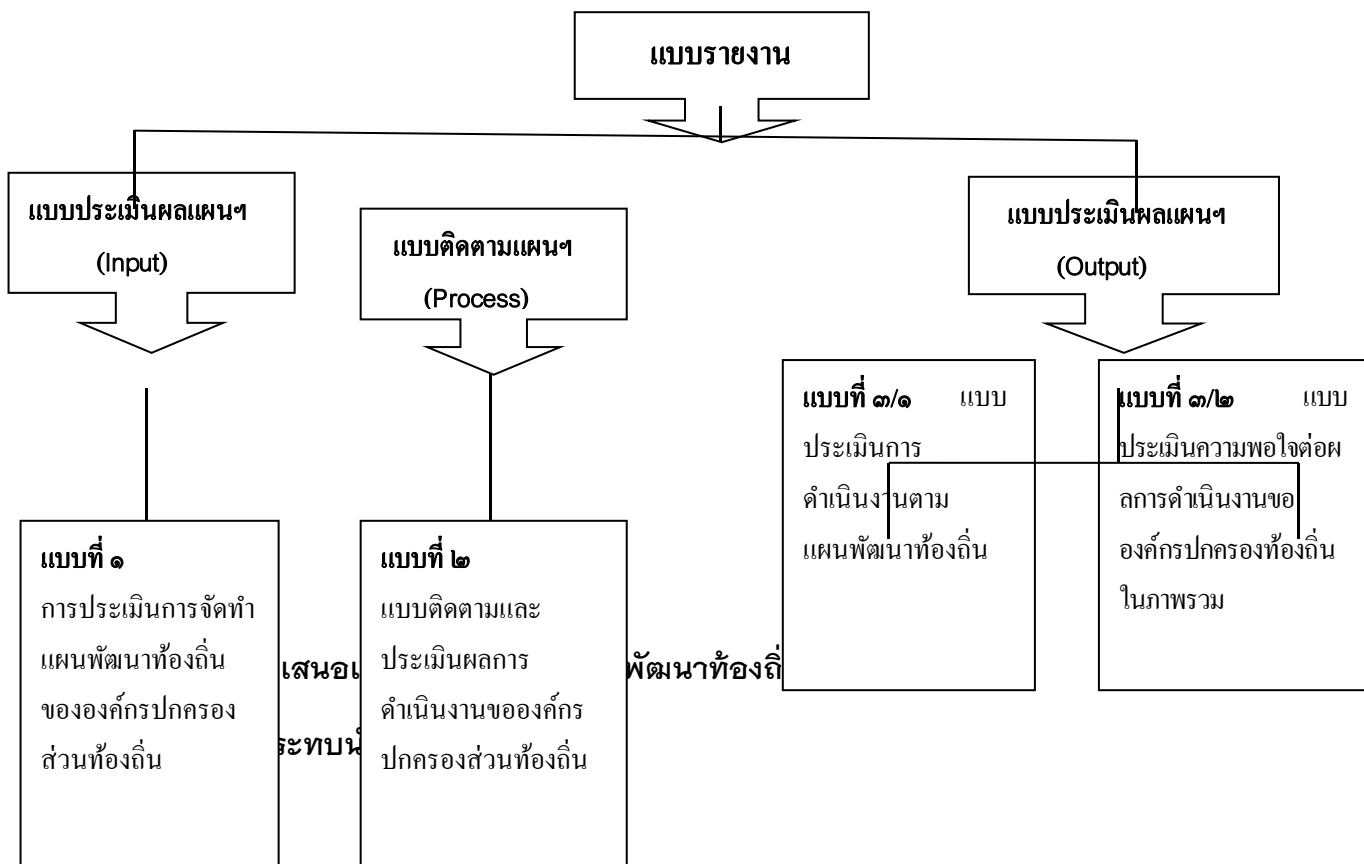 แบบรายงาน
แบบประเมินผลแผนฯ
(Input)
แบบติดตามแผนฯ
(Process)
แบบประเมินผลแผนฯ
(Output)
แบบที่ ๓/๑ แบบ
ประเมินการ
ดำเนินงานตาม
แผนพัฒนาท้องถิ่น
แบบที่ ๓/๒ แบบ
ประเมินความพอใจต่อผ
ลการดำเนินงานขอ
องค์กรปกครองท้องถิ่น
ในภาพรวม
แบบที่ ๑
การประเมินการจัดทำ
แผนพัฒนาท้องถิ่น
ขององค์กรปกครอง
ส่วนท้องถิ่น
แบบที่ ๒
แบบติดตามและ
ประเมินผลการ
ดำเนินงานขององค์กร
ปกครองส่วนท้องถิ่น
เสนอ
พัฒนาท้องถิ่